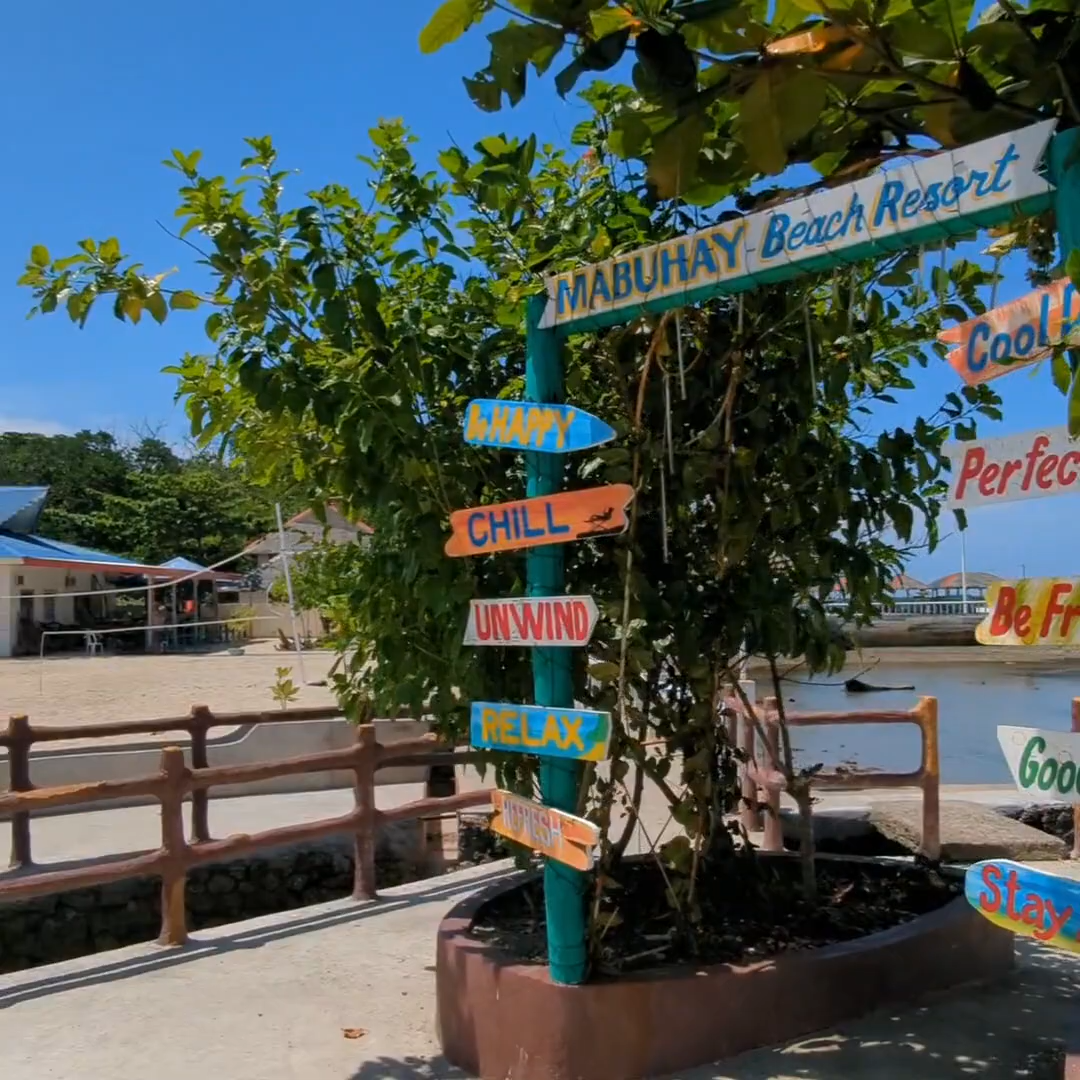 MABUHAY Beach Resort
B HAPPY
CHILL
UNWIND
RELAX
Cool!
Perfec
Be Fr
Goo
Stay